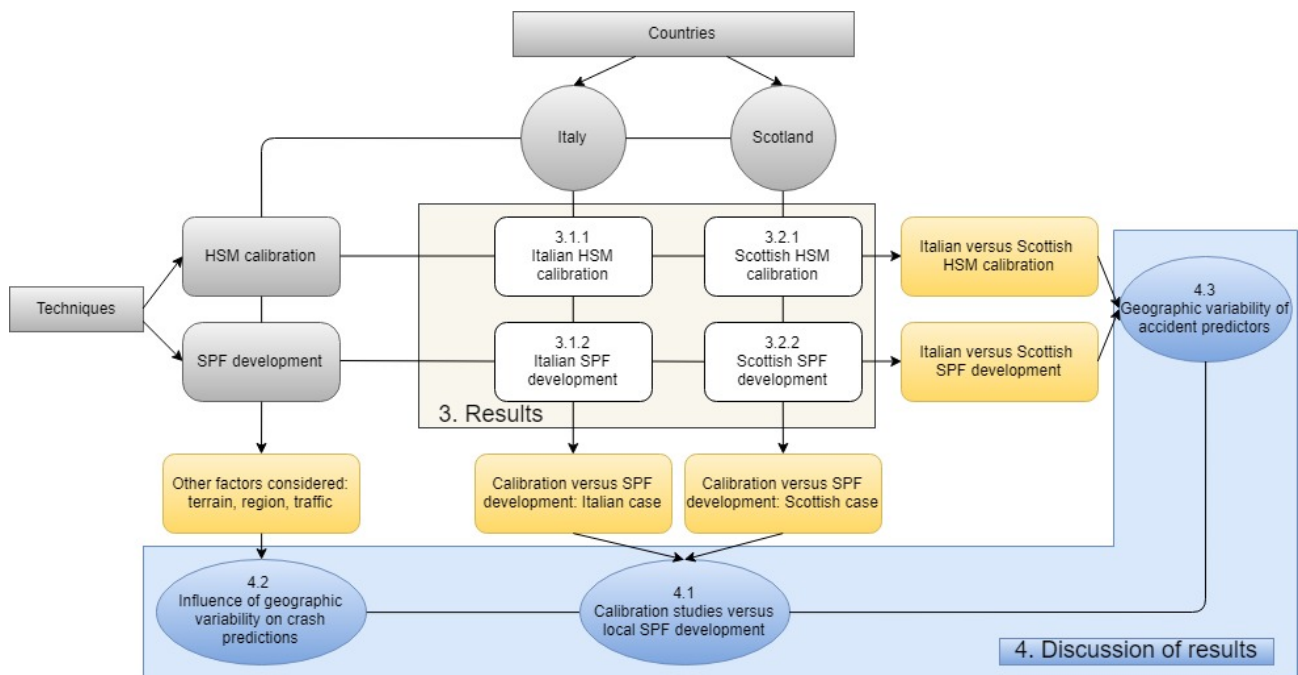 Countries
Italy
Scotland
Techniques
HSM calibration
3.1.1
Italian HSM
calibration
3.2.1
Scottish HSM
calibration
Italian versus Scottish
HSM calibration
SPF development
3.1.2
Italian SPF
development
3.2.2
Scottish SPF
development
Italian versus Scottish
SPF development
4.3
Geographic variability of
accident predictors
3. Results
Other factors considered:
terrain, region, traffic
Calibration versus SPF
development: Italian case
Calibration versus SPF
development: Scottish case
4.2
Influence of geographic
variability on crash
predictions
4.1
Calibration studies versus
local SPF development
4. Discussion of results